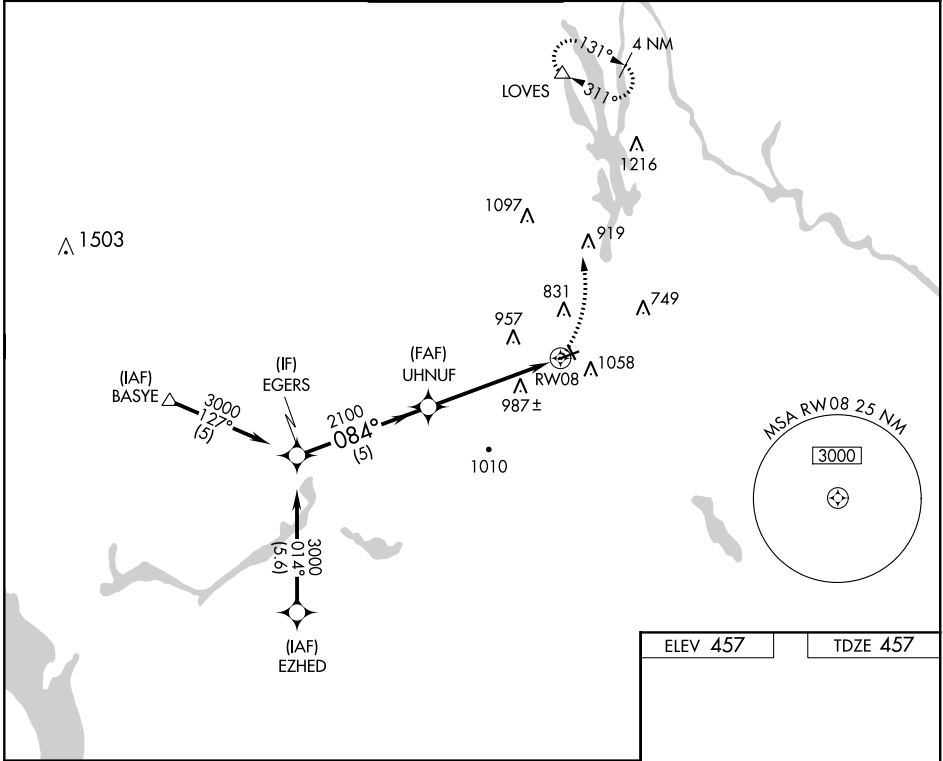 131°
4 NM
311°
LOVES
1216
1097
919
1503
831
749
957
(FAF)
UHNUF
RW08
1058
987±
(IF)
EGERS
(IAF)
BASYE
3000
127°
(5)
2100
084°
(5)
1010
MSA RW08 25 NM
3000
3000
014°
(5.6)
(IAF)
EZHED
ELEV 457
TDZE 457